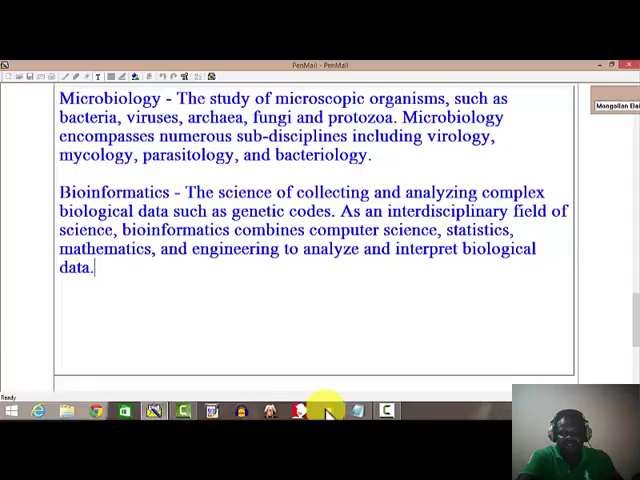 PenMail - PenMail
Microbiology - The study of microscopic organisms, such as
bacteria, viruses, archaea, fungi and protozoa. Microbiology
encompasses numerous sub-disciplines including virology,
mycology, parasitology, and bacteriology.
Bioinformatics - The science of collecting and analyzing complex
biological data such as genetic codes. As an interdisciplinary field of
science, bioinformatics combines computer science, statistics,
mathematics, and engineering to analyze and interpret biological
data.
Mongolian
Ready